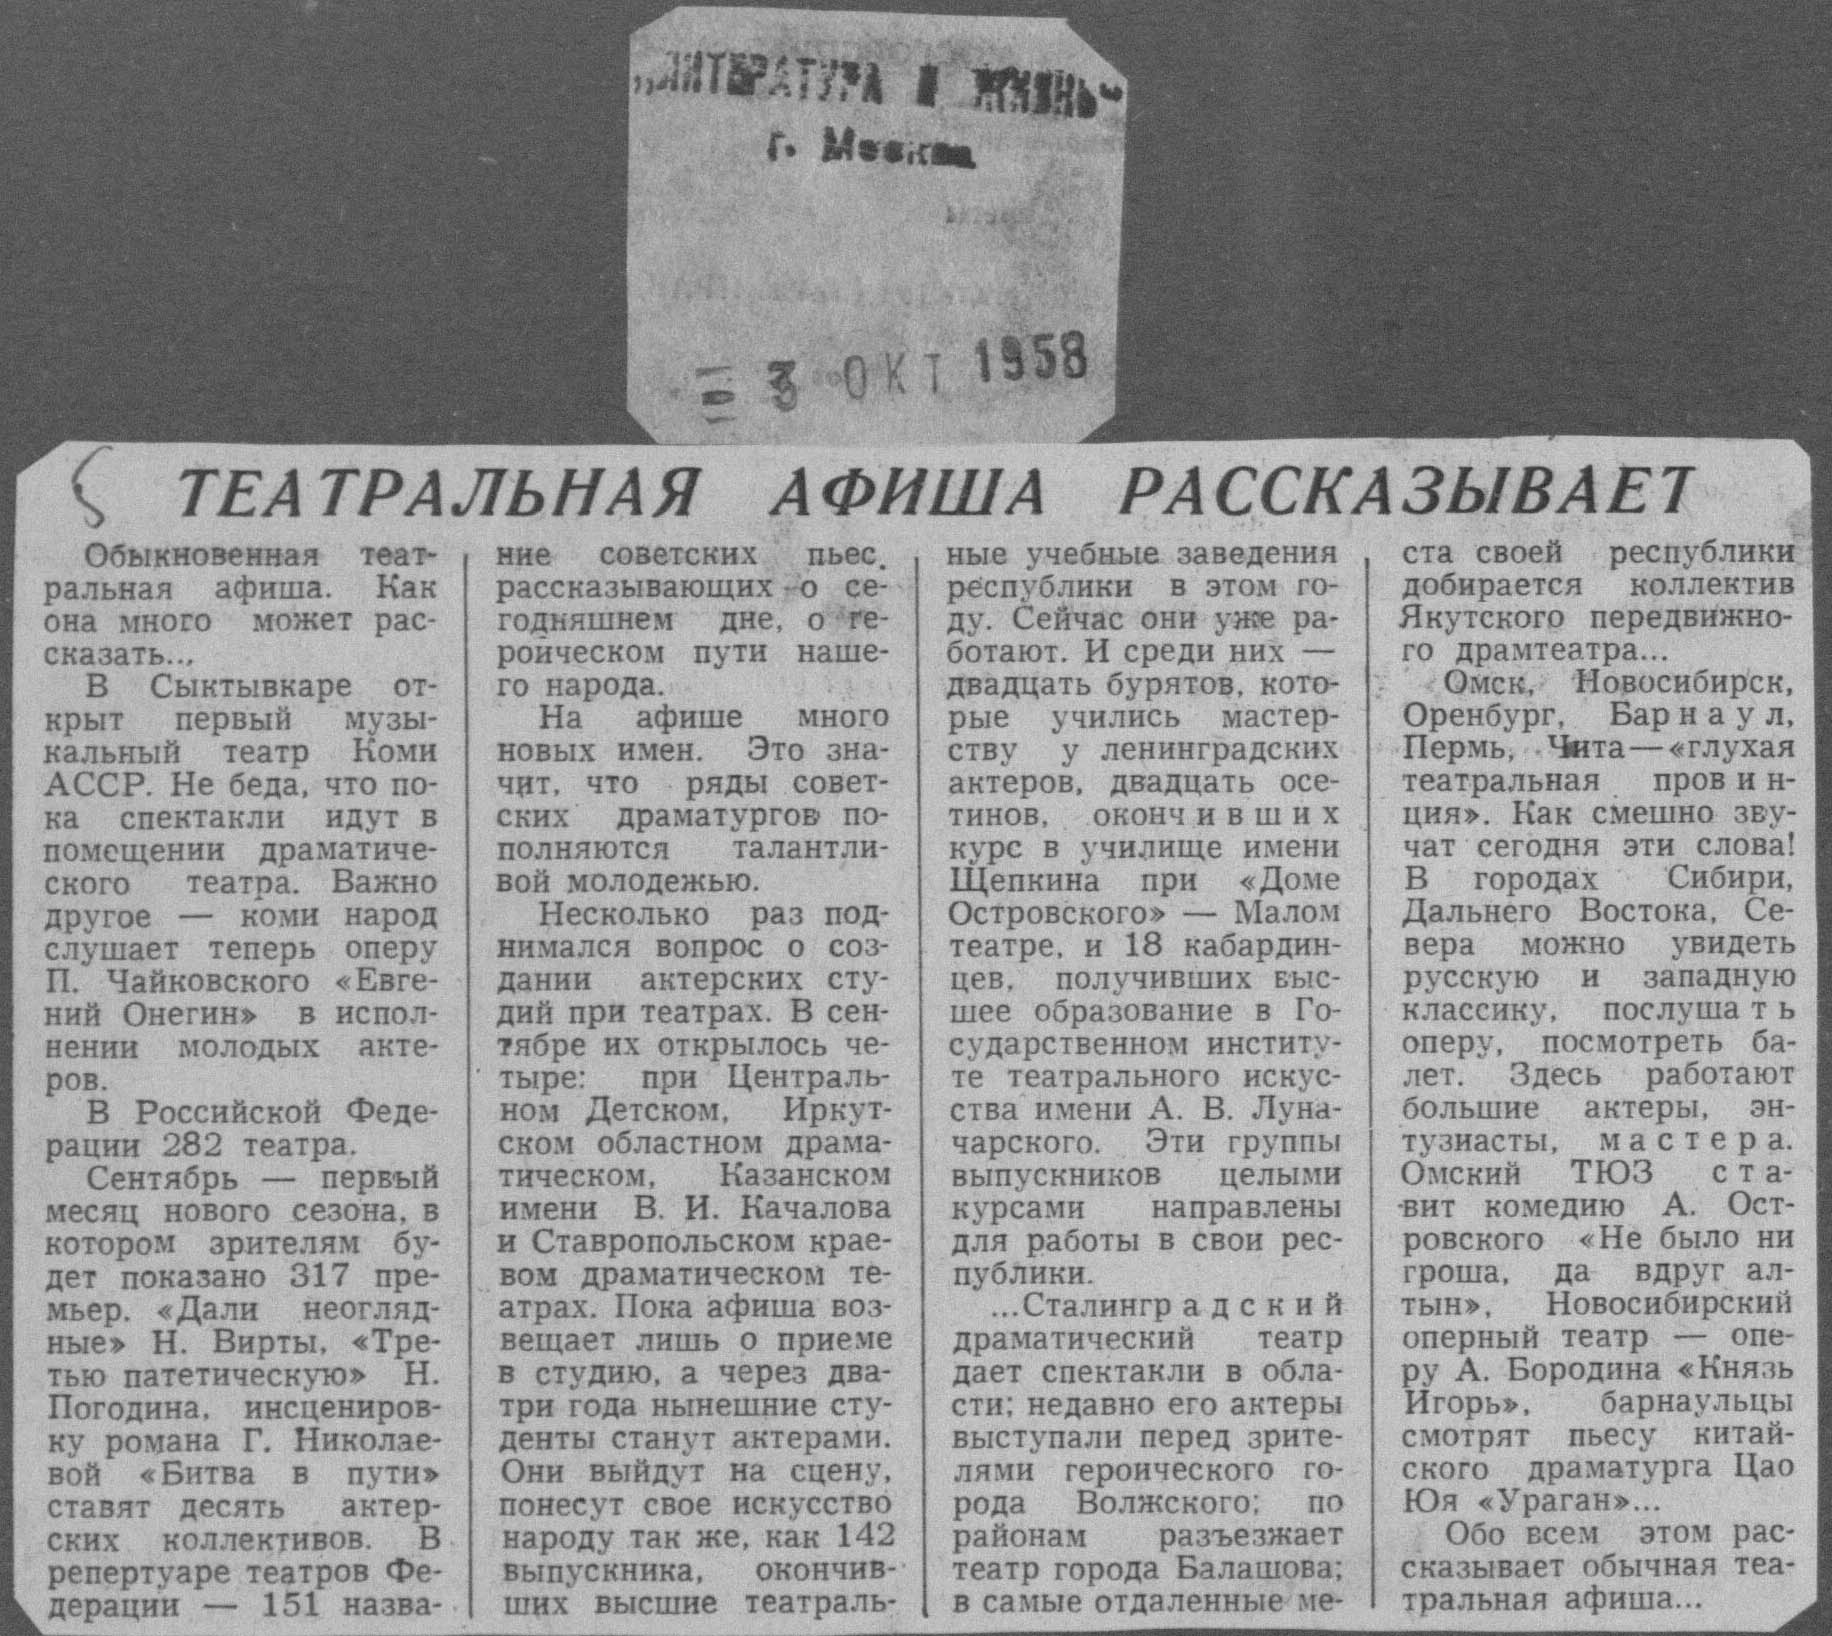 „ЛИТЕРАТУРА И ЖИЗНЬ“
г. Москва
3 ОКТ 1958
ТЕАТРАЛЬНАЯ АФИША РАССКАЗЫВАЕТ
Обыкновенная теат-
ральная афиша. Как
она много может рас-
сказать...
В Сыктывкаре от-
крыт первый музы-
кальный театр Коми
АССР. Не беда, что по-
ка спектакли идут в
помещении драматиче-
ского театра. Важно
другое — коми народ
слушает теперь оперу
П. Чайковского «Евге-
ний Онегин» в испол-
нении молодых акте-
ров.
В Российской Феде-
рации 282 театра.
Сентябрь — первый
месяц нового сезона, в
котором зрителям бу-
дет показано 317 пре-
мьер. «Дали неогляд-
ные» Н. Вирты, «Тре-
тью патетическую» Н.
Погодина, инсцениров-
ку романа Г. Николае-
вой «Битва в пути»
ставят десять актер-
ских коллективов. В
репертуаре театров Фе-
дерации — 151 назва-
ние советских пьес,
рассказывающих о се-
годняшнем дне, о ге-
роическом пути наше-
го народа.
На афише много
новых имен. Это зна-
чит, что ряды совет-
ских драматургов по-
полняются талантли-
вой молодежью.
Несколько раз под-
нимался вопрос о соз-
дании актерских сту-
дий при театрах. В сен-
тябре их открылось че-
тыре: при Централь-
ном Детском, Иркут-
ском областном драма-
тическом, Казанском
имени В. И. Качалова
и Ставропольском крае-
вом драматическом те-
атрах. Пока афиша воз-
вещает лишь о приеме
в студию, а через два-
три года нынешние сту-
денты станут актерами.
Они выйдут на сцену,
понесут свое искусство
народу так же, как 142
выпускника, окончив-
ших высшие театраль-
ные учебные заведения
республики в этом го-
ду. Сейчас они уже ра-
ботают. И среди них —
двадцать бурятов, кото-
рые учились мастер-
ству у ленинградских
актеров, двадцать осе-
тинов, окончивших
курс в училище имени
Щепкина при «Доме
Островского» — Малом
театре, и 18 кабардин-
цев, получивших выс-
шее образование в Го-
сударственном институ-
те театрального искус-
ства имени А. В. Луна-
чарского. Эти группы
выпускников целыми
курсами направлены
для работы в свои рес-
публики.
...Сталинградский
драматический театр
дает спектакли в обла-
сти; недавно его актеры
выступали перед зрите-
лями героического го-
рода Волжского; по
районам разъезжает
театр города Балашова;
в самые отдаленные ме-
ста своей республики
добирается коллектив
Якутского передвижно-
го драмтеатра...
Омск, Новосибирск,
Оренбург, Барнаул,
Пермь, Чита—«глухая
театральная провин-
ция». Как смешно зву-
чат сегодня эти слова!
В городах Сибири,
Дальнего Востока, Се-
вера можно увидеть
русскую и западную
классику, послушать
оперу, посмотреть ба-
лет. Здесь работают
большие актеры, эн-
тузиасты, мастера.
Омский ТЮЗ ста-
вит комедию А. Ост-
ровского «Не было ни
гроша, да вдруг ал-
тын», Новосибирский
оперный театр — опе-
ру А. Бородина «Князь
Игорь», барнаульцы
смотрят пьесу китай-
ского драматурга Цао
Юя «Ураган»...
Обо всем этом рас-
сказывает обычная теа-
тральная афиша...